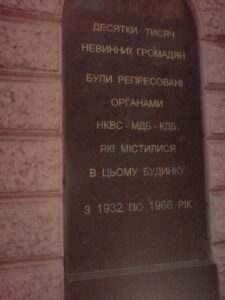 ДЕСЯТКИ ТИСЯЧ
НЕВИННИХ ГРОМАДЯН
БУЛИ РЕПРЕСОВАНІ
ОРГАНАМИ
НКВС - МДБ - КДБ,
ЯКІ МІСТИЛИСЯ
В ЦЬОМУ БУДИНКУ
З 1932 ПО 1966 РІК